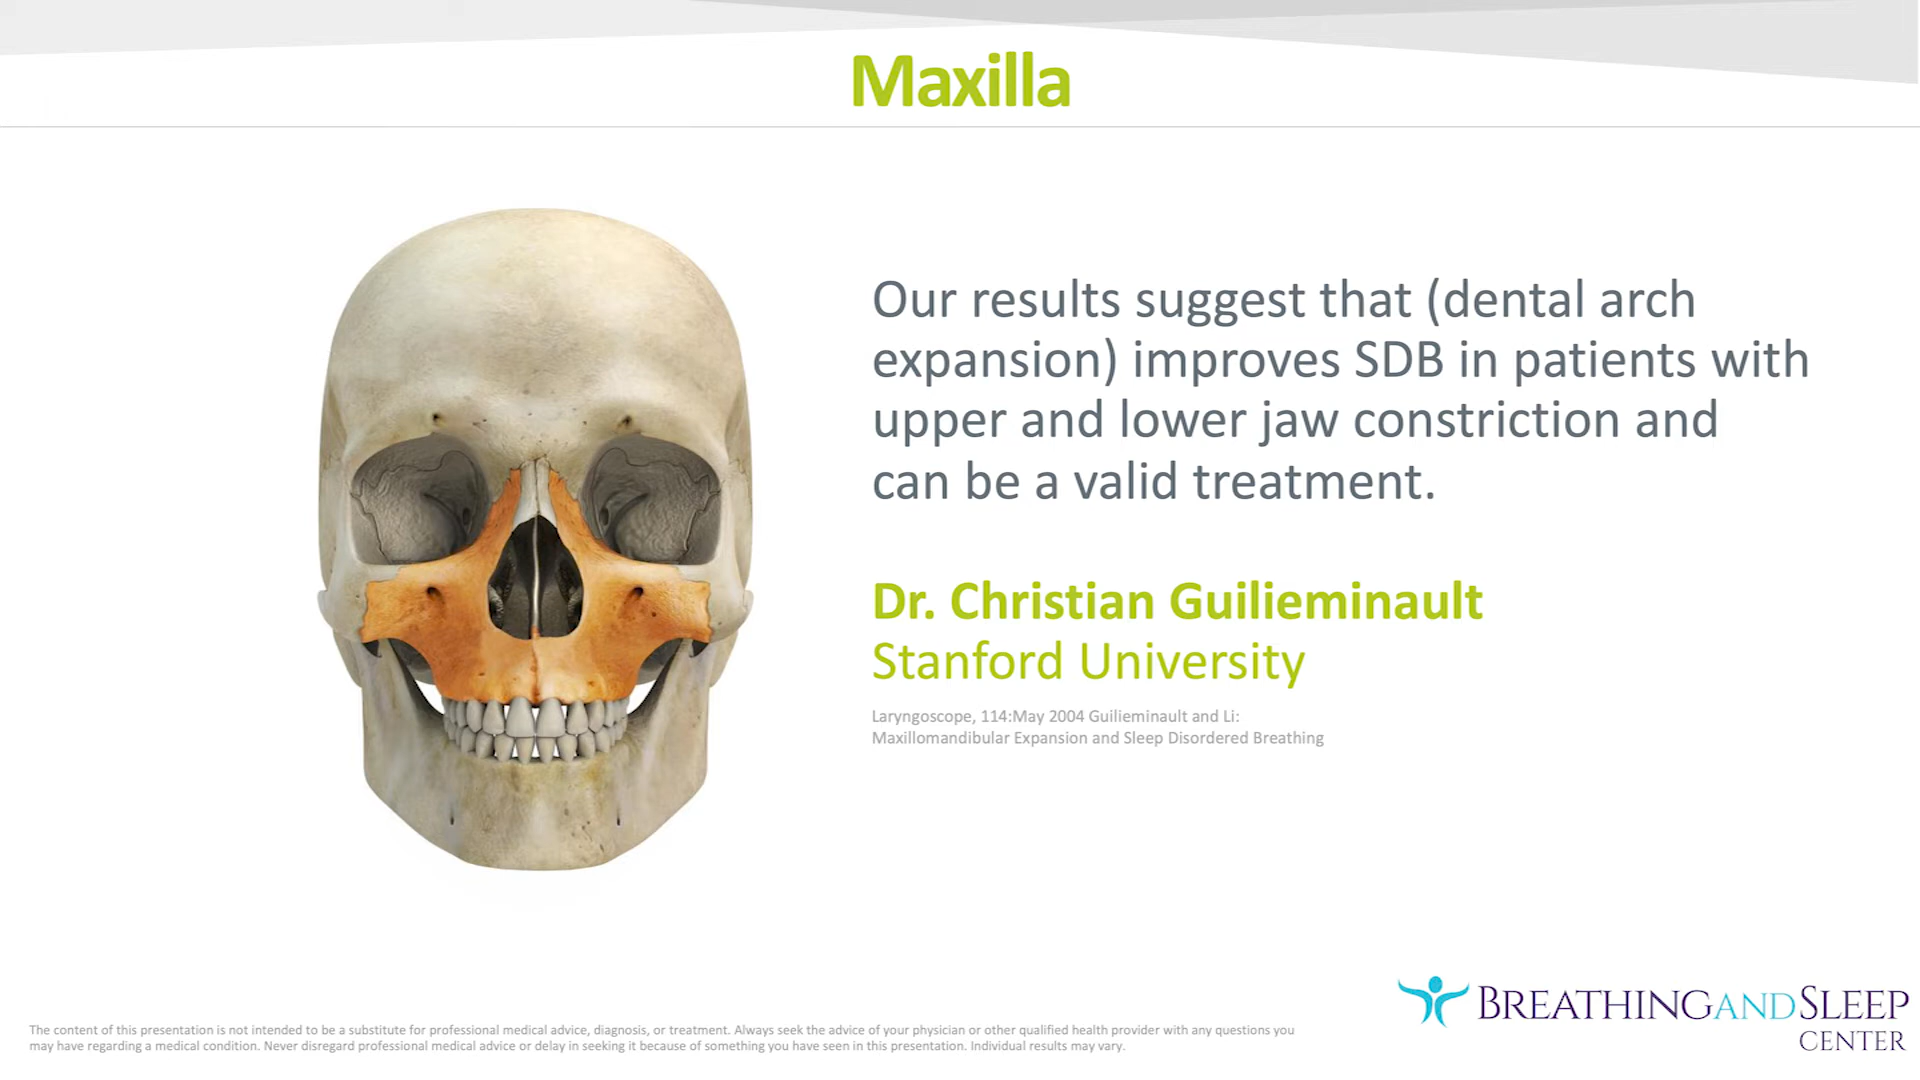 Maxilla
Our results suggest that (dental arch
expansion) improves SDB in patients with
upper and lower jaw constriction and
can be a valid treatment.
Dr. Christian Guilieminault
Stanford University
Laryngoscope, 114:May 2004 Guilieminault and Li:
Maxillomandibular Expansion and Sleep Disordered Breathing
The content of this presentation is not intended to be a substitute for professional medical advice, diagnosis, or treatment. Always seek the advice of your physician or other qualified health provider with any questions you
may have regarding a medical condition. Never disregard professional medical advice or delay in seeking it because of something you have seen in this presentation. Individual results may vary.
BREATHINGANDSLEEP
CENTER